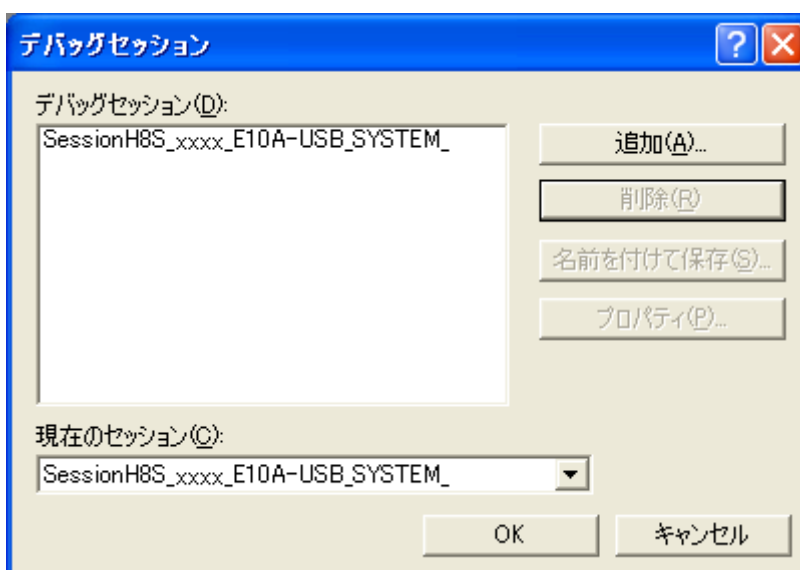 デバッグセッション
デバッグセッション(D):
SessionH8S_xxxx_E10A-USB_SYSTEM_
追加(A)...
削除(R)
名前を付けて保存(S)...
プロパティ(P)...
現在のセッション(C):
SessionH8S_xxxx_E10A-USB_SYSTEM_
OK
キャンセル